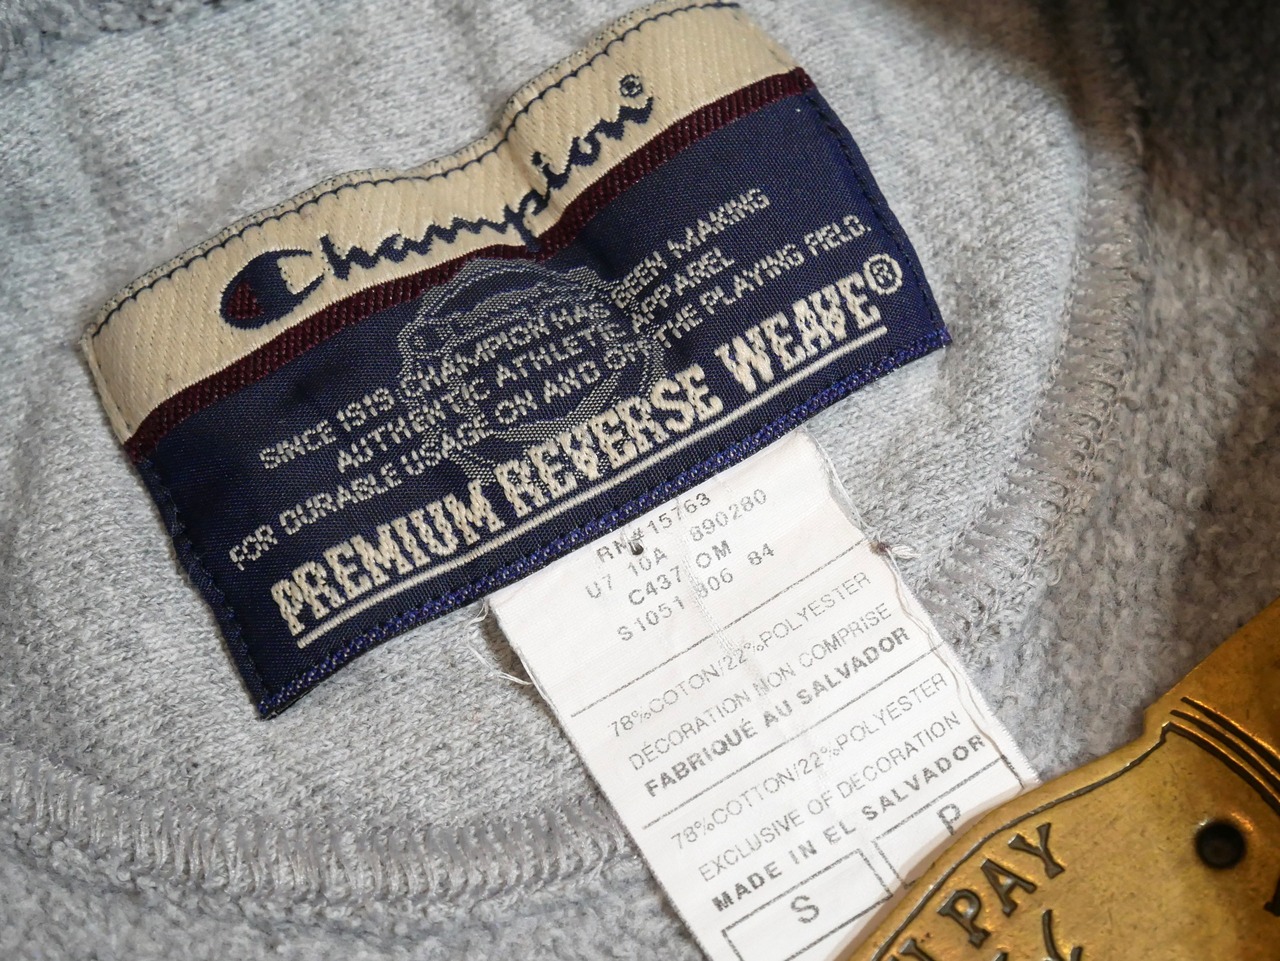 Champion®
SINCE 1919 CHAMPION HAS BEEN MAKING
AUTHENTIC ATHLETIC APPAREL
FOR DURABLE USAGE ON AND OFF THE PLAYING FIELD.
PREMIUM REVERSE WEAVE®
RN#15763
U7 10A 890280
C437 OM
S1051 806 84
78%COTON/22%POLYESTER
DÉCORATION NON COMPRISE
FABRIQUÉ AU SALVADOR
78%COTTON/22%POLYESTER
EXCLUSIVE OF DECORATION
MADE IN EL SALVADOR
S P
PAY